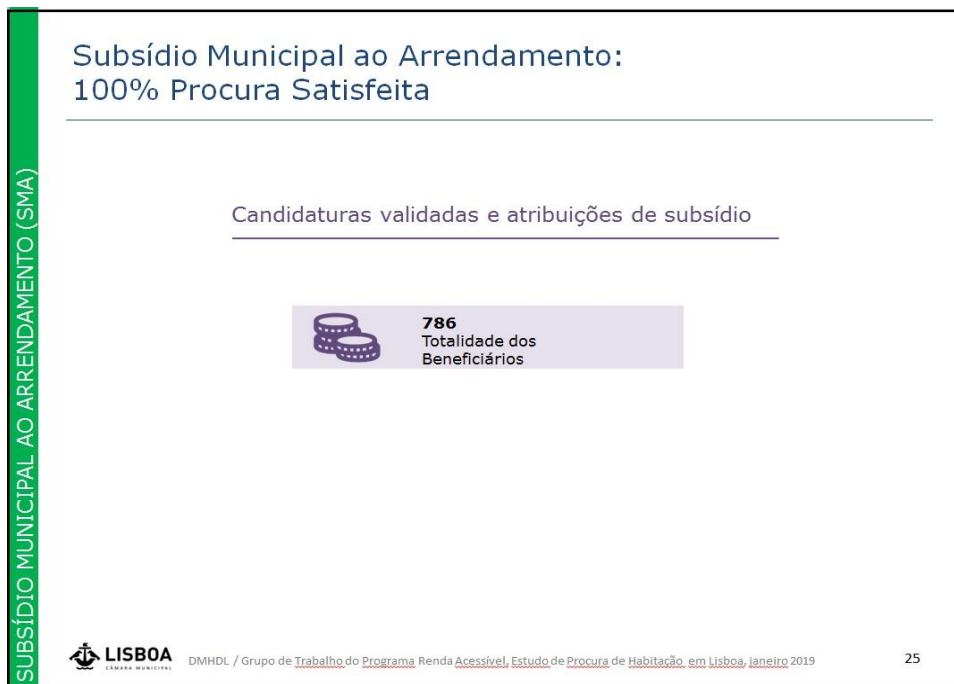 Subsídio Municipal ao Arrendamento:
100% Procura Satisfeita
SUBSÍDIO MUNICIPAL AO ARRENDAMENTO (SMA)
Candidaturas validadas e atribuições de subsídio
786
Totalidade dos
Beneficiários
LISBOA
CÂMARA MUNICIPAL
DMHDL / Grupo de Trabalho do Programa Renda Acessível, Estudo de Procura de Habitação em Lisboa, janeiro 2019
25